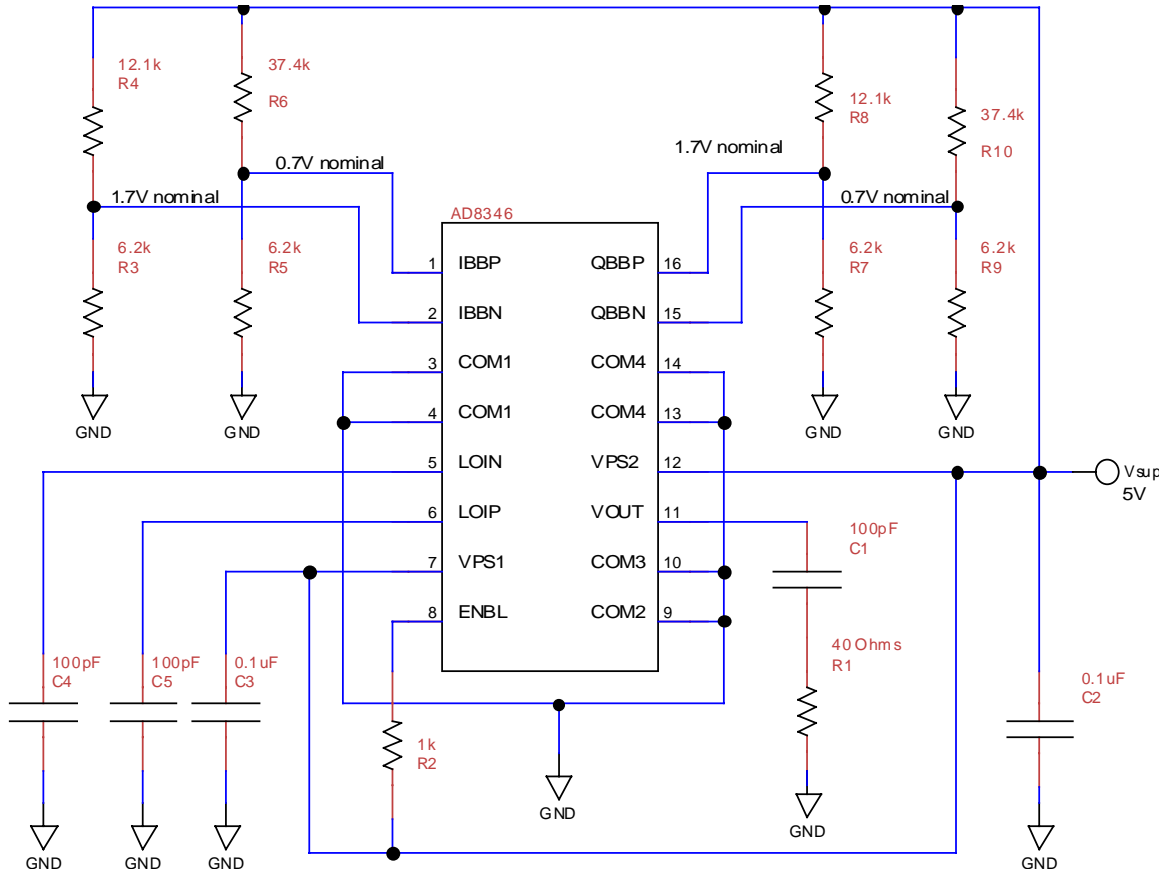 12.1k
R4
37.4k
R6
12.1k
R8
37.4k
R10
0.7V nominal
1.7V nominal
1.7V nominal
0.7V nominal
AD8346
6.2k
R3
6.2k
R5
6.2k
R7
6.2k
R9
1 IBBP QBBP 16
2 IBBN QBBN 15
3 COM1 COM4 14
4 COM1 COM4 13
5 LOIN VPS2 12
6 LOIP VOUT 11
7 VPS1 COM3 10
8 ENBL COM2 9
GND
GND
GND
GND
Vsup
5V
100pF
C1
40 Ohms
R1
100pF
C4
100pF
C5
0.1uF
C3
0.1uF
C2
1k
R2
GND
GND
GND
GND
GND
GND